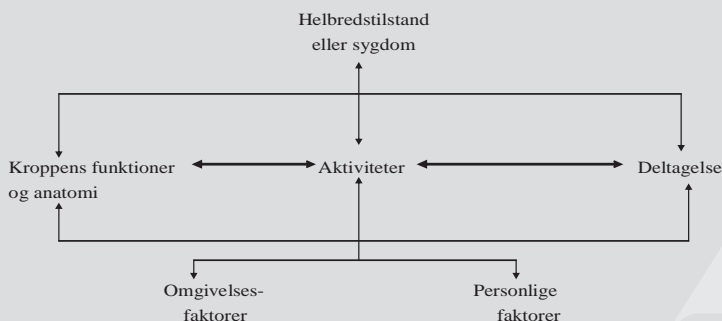 Helbredstilstand
eller sygdom
Kroppens funktioner
og anatomi
Aktiviteter
Deltagelse
Omgivelses-
faktorer
Personlige
faktorer